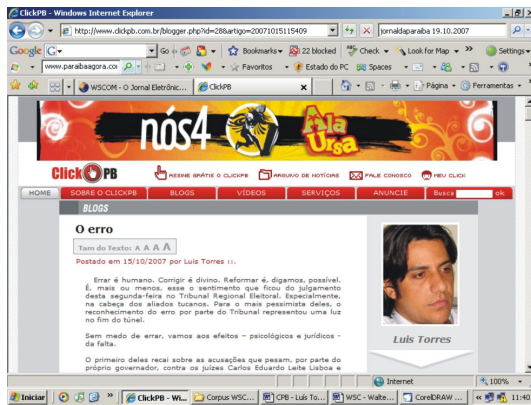 ClickPB - Windows Internet Explorer
http://www.clickpb.com.br/blogger.php?id=28&artigo=20071015115409
jornaldaparaiba 19.10.2007
Google G
Go
Bookmarks
22 blocked
Check
Look for Map
Settings
www.paraibaagora.co
Favorites
Estado do PC
Spaces
WSCOM - O Jornal Eletrônic...
ClickPB
Página
Ferramentas
nós4
Ala Ursa
ClickPB
ASSINE GRÁTIS O CLICKPB
ARQUIVO DE NOTÍCIAS
FALE CONOSCO
MEU CLICK
HOME
SOBRE O CLICKPB
BLOGS
VÍDEOS
SERVIÇOS
ANUNCIE
Busca
ok
BLOGS
O erro
Tam do Texto: A A A A
Postado em 15/10/2007 por Luis Torres ::.
Errar é humano. Corrigir é divino. Reformar é, digamos, possível.
É, mais ou menos, esse o sentimento que ficou do julgamento
desta segunda-feira no Tribunal Regional Eleitoral. Especialmente,
na cabeça dos aliados tucanos. Para o mais pessimista deles, o
reconhecimento do erro por parte do Tribunal representou uma luz
no fim do túnel.
Sem medo de errar, vamos aos efeitos – psicológicos e jurídicos -
da falta.
O primeiro deles recai sobre as acusações que pesam, por parte do
próprio governador, contra os juízes Carlos Eduardo Leite Lisboa e
Luis Torres
Internet
100%
Iniciar
ClickPB - Wi...
Corpus WSC...
CPB - Luis To...
WSC - Walte...
CorelDRAW ...
11:4